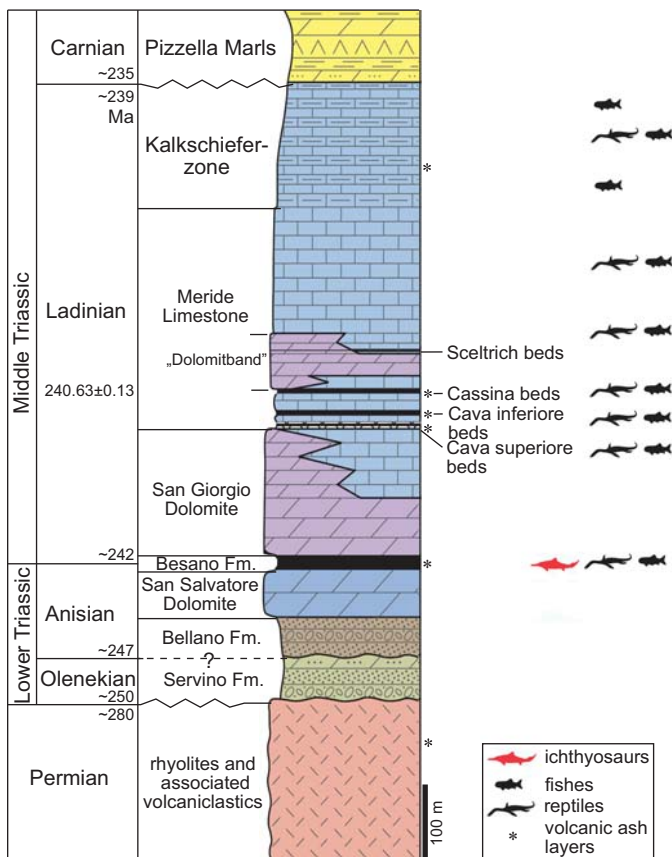 Carnian
Pizzella Marls
~235
~239
Ma
Kalkschiefer-
zone
*
Middle Triassic
Ladinian
Meride
Limestone
„Dolomitband“
Sceltrich beds
240.63±0.13
* Cassina beds
* Cava inferiore
beds
*
Cava superiore
beds
San Giorgio
Dolomite
~242
Besano Fm.
*
Lower Triassic
Anisian
San Salvatore
Dolomite
Bellano Fm.
~247
?
Olenekian
Servino Fm.
~250
~280
Permian
rhyolites and
associated
volcaniclastics
*
100 m
ichthyosaurs
fishes
reptiles
* volcanic ash
layers